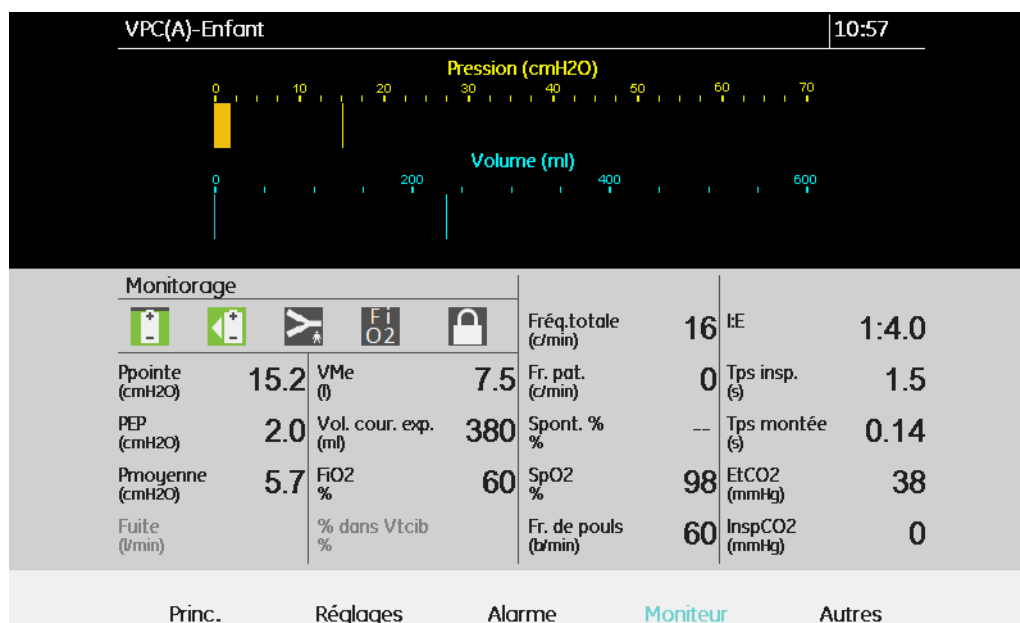 VPC(A)-Enfant 10:57
Pression (cmH2O)
0 10 20 30 40 50 60 70
Volume (ml)
0 200 400 600
Monitorage
Fi
O2
Fréq.totale
(c/min)
16
I:E
1:4.0
Ppointe
(cmH2O)
15.2
VMe
(l)
7.5
Fr. pat.
(c/min)
0
Tps insp.
(s)
1.5
PEP
(cmH2O)
2.0
Vol. cour. exp.
(ml)
380
Spont. %
%
--
Tps montée
(s)
0.14
Pmoyenne
(cmH2O)
5.7
FiO2
%
60
SpO2
%
98
EtCO2
(mmHg)
38
Fuite
(l/min)
% dans Vtcib
%
Fr. de pouls
(b/min)
60
InspCO2
(mmHg)
0
Princ. Réglages Alarme Moniteur Autres